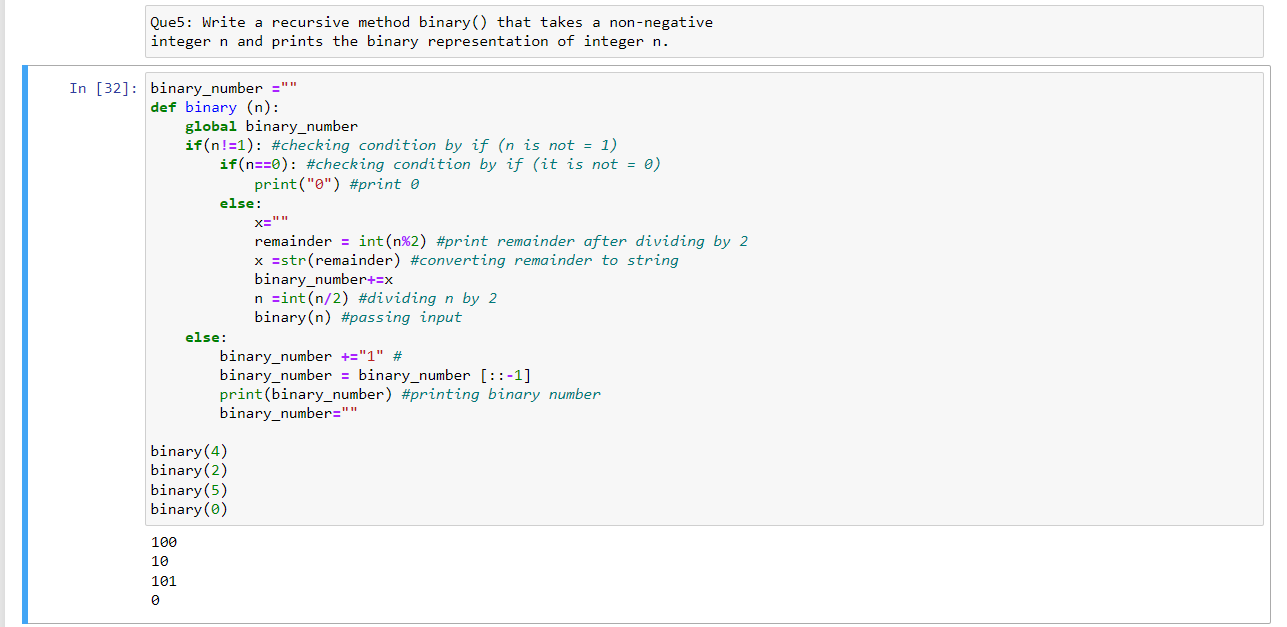 Que5: Write a recursive method binary() that takes a non-negative
integer n and prints the binary representation of integer n.
In [32]: binary_number =""
def binary (n):
    global binary_number
    if(n!=1): #checking condition by if (n is not = 1)
        if(n==0): #checking condition by if (it is not = 0)
            print("0") #print 0
        else:
            x=""
            remainder = int(n%2) #print remainder after dividing by 2
            x =str(remainder) #converting remainder to string
            binary_number+=x
            n =int(n/2) #dividing n by 2
            binary(n) #passing input
    else:
        binary_number +="1" #
        binary_number = binary_number [::-1]
        print(binary_number) #printing binary number
        binary_number=""
binary(4)
binary(2)
binary(5)
binary(0)
100
10
101
0